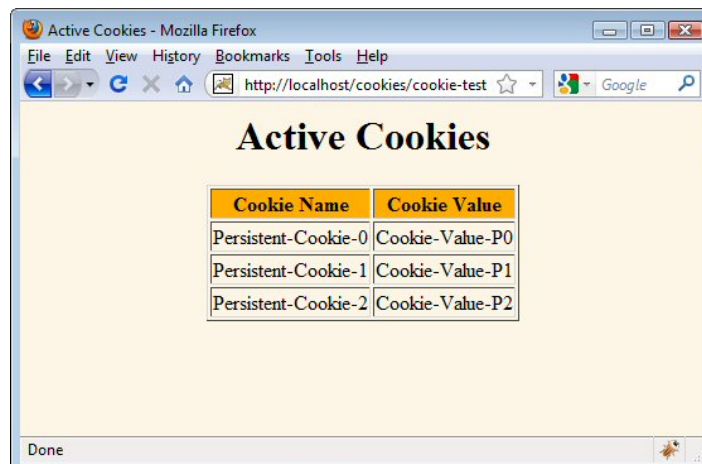 Active Cookies - Mozilla Firefox
File Edit View History Bookmarks Tools Help
http://localhost/cookies/cookie-test Google
Active Cookies
Cookie Name Cookie Value
Persistent-Cookie-0 Cookie-Value-P0
Persistent-Cookie-1 Cookie-Value-P1
Persistent-Cookie-2 Cookie-Value-P2
Done